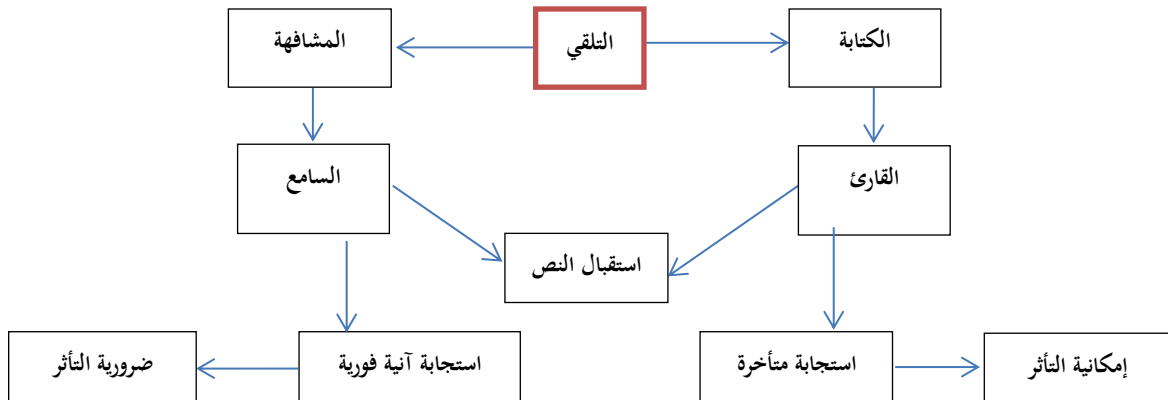 الكتابة
التلقي
المشافهة
القارئ
السامع
استقبال النص
إمكانية التأثر
استجابة متأخرة
استجابة آنية فورية
ضرورية التأثر